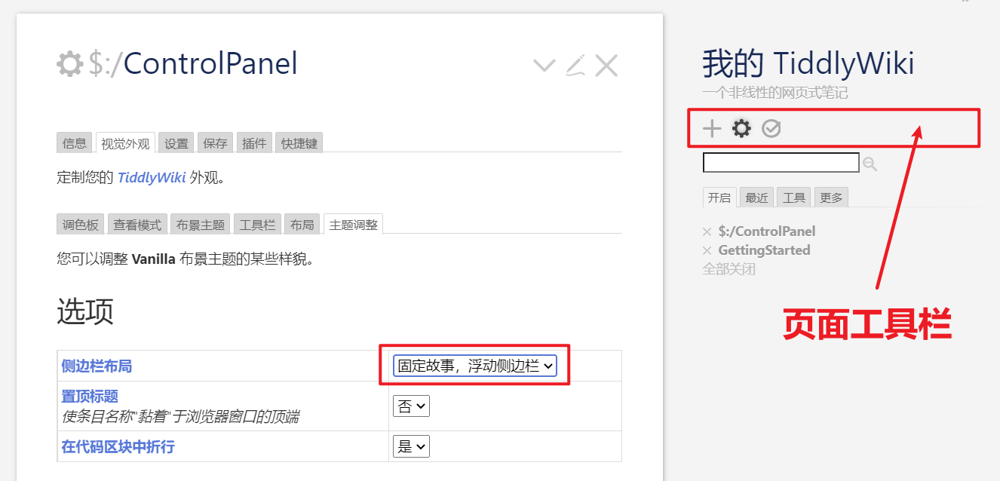 $:/ControlPanel
信息 视觉外观 设置 保存 插件 快捷键
定制您的 TiddlyWiki 外观。
调色板 查看模式 布景主题 工具栏 布局 主题调整
您可以调整 Vanilla 布景主题的某些样貌。
选项
侧边栏布局 固定故事，浮动侧边栏
置顶标题 否
使条目名称"黏着"于浏览器窗口的顶端
在代码区块中折行 是
我的 TiddlyWiki
一个非线性的网页式笔记
开启 最近 工具 更多
$:/ControlPanel
GettingStarted
全部关闭
页面工具栏